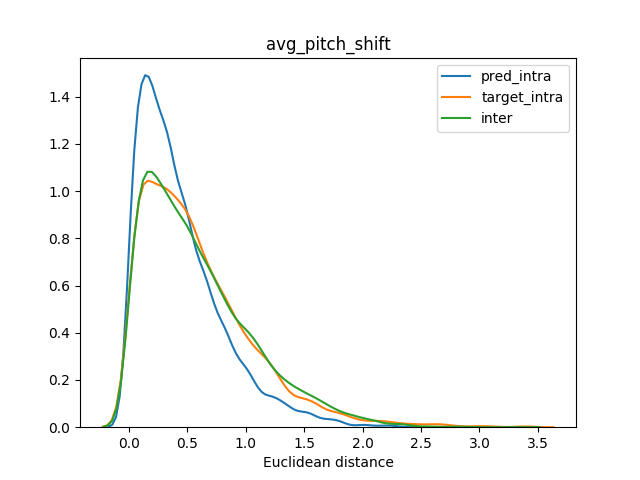 avg_pitch_shift
pred_intra
target_intra
inter
1.4
1.2
1.0
0.8
0.6
0.4
0.2
0.0
0.0 0.5 1.0 1.5 2.0 2.5 3.0 3.5
Euclidean distance